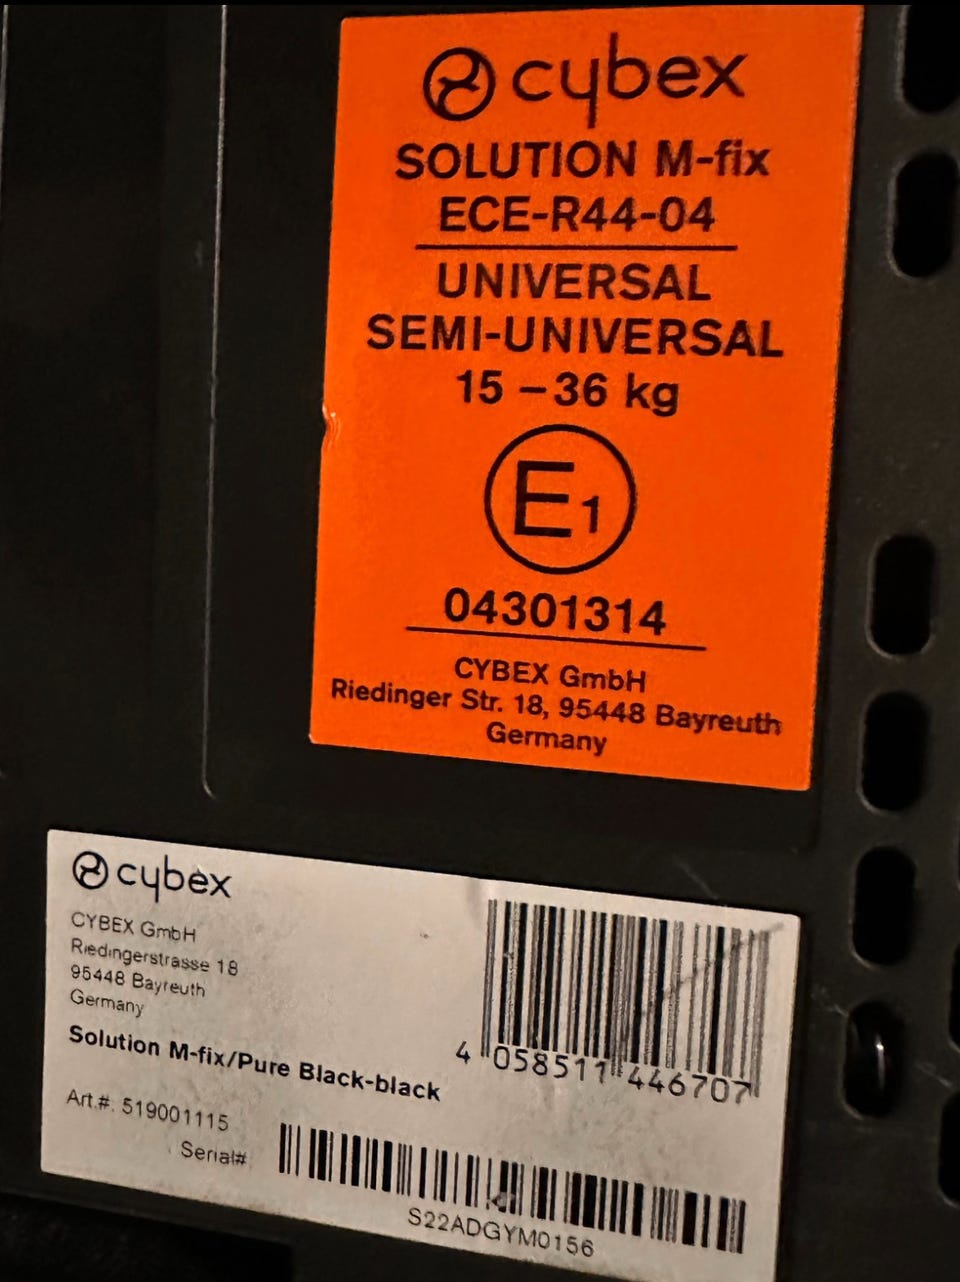 cybex
SOLUTION M-fix
ECE-R44-04
UNIVERSAL
SEMI-UNIVERSAL
15 – 36 kg
E1
04301314
CYBEX GmbH
Riedinger Str. 18, 95448 Bayreuth
Germany
cybex
CYBEX GmbH
Riedingerstrasse 18
95448 Bayreuth
Germany
Solution M-fix/Pure Black-black
Art.#. 519001115
4 058511 446707
Serial#
S22ADGYM0156